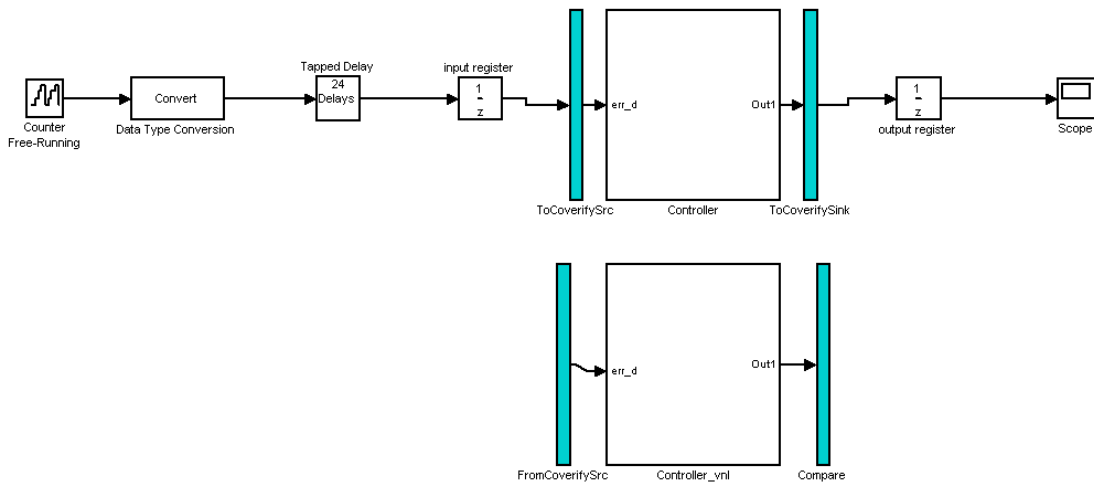 Tapped Delay
24
Delays
input register
1
z
Convert
Counter
Free-Running
Data Type Conversion
err_d
Out1
1
z
output register
Scope
ToCoverifySrc
Controller
ToCoverifySink
err_d
Out1
FromCoverifySrc
Controller_vnl
Compare